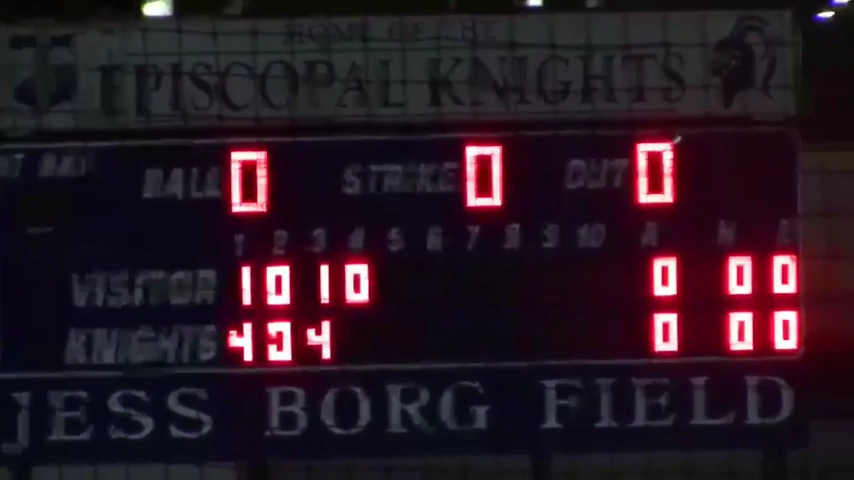 HOME OF THE
EPISCOPAL KNIGHTS
AT BAT BALL 0 STRIKE 0 OUT 0
1 2 3 4 5 6 7 8 9 10 R H E
VISITOR 1 0 1 0 0 0 0
KNIGHTS 4 4 0 0 0
JESS BORG FIELD